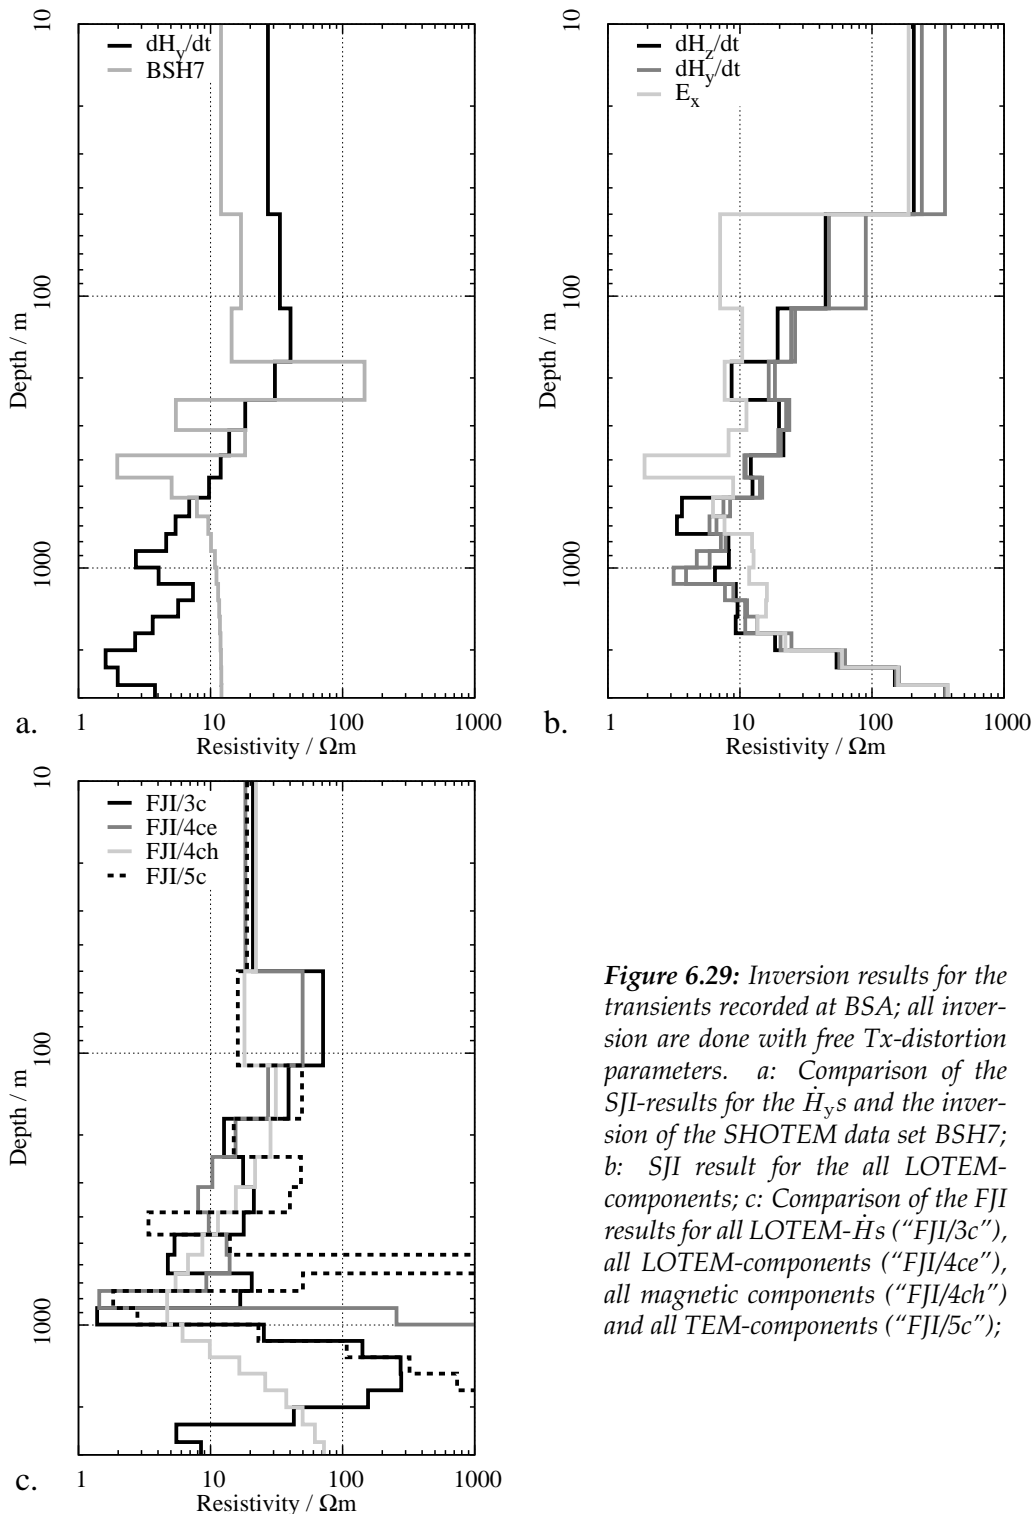 10
100
1000
Depth / m
dHy/dt
BSH7
1
10
100
1000
Resistivity / Ωm
a.
10
100
1000
Depth / m
dHz/dt
dHy/dt
Ex
1
10
100
1000
Resistivity / Ωm
b.
10
100
1000
Depth / m
FJI/3c
FJI/4ce
FJI/4ch
FJI/5c
1
10
100
1000
Resistivity / Ωm
c.
Figure 6.29: Inversion results for the
transients recorded at BSA; all inver-
sion are done with free Tx-distortion
parameters. a: Comparison of the
SJI-results for the Ḣys and the inver-
sion of the SHOTEM data set BSH7;
b: SJI result for the all LOTEM-
components; c: Comparison of the FJI
results for all LOTEM-Ḣs (“FJI/3c”),
all LOTEM-components (“FJI/4ce”),
all magnetic components (“FJI/4ch”)
and all TEM-components (“FJI/5c”);